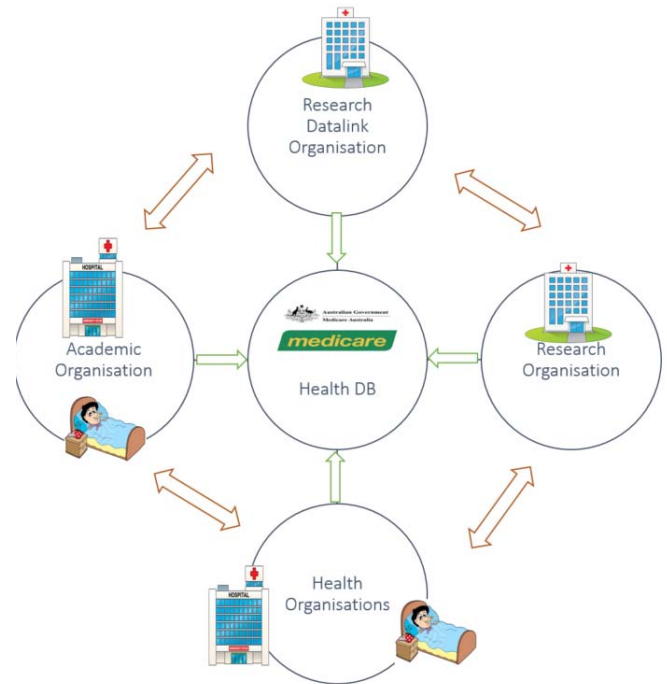 Research
Datalink
Organisation
HOSPITAL
Academic
Organisation
Australian Government
Medicare Australia
medicare
Health DB
Research
Organisation
HOSPITAL
Health
Organisations